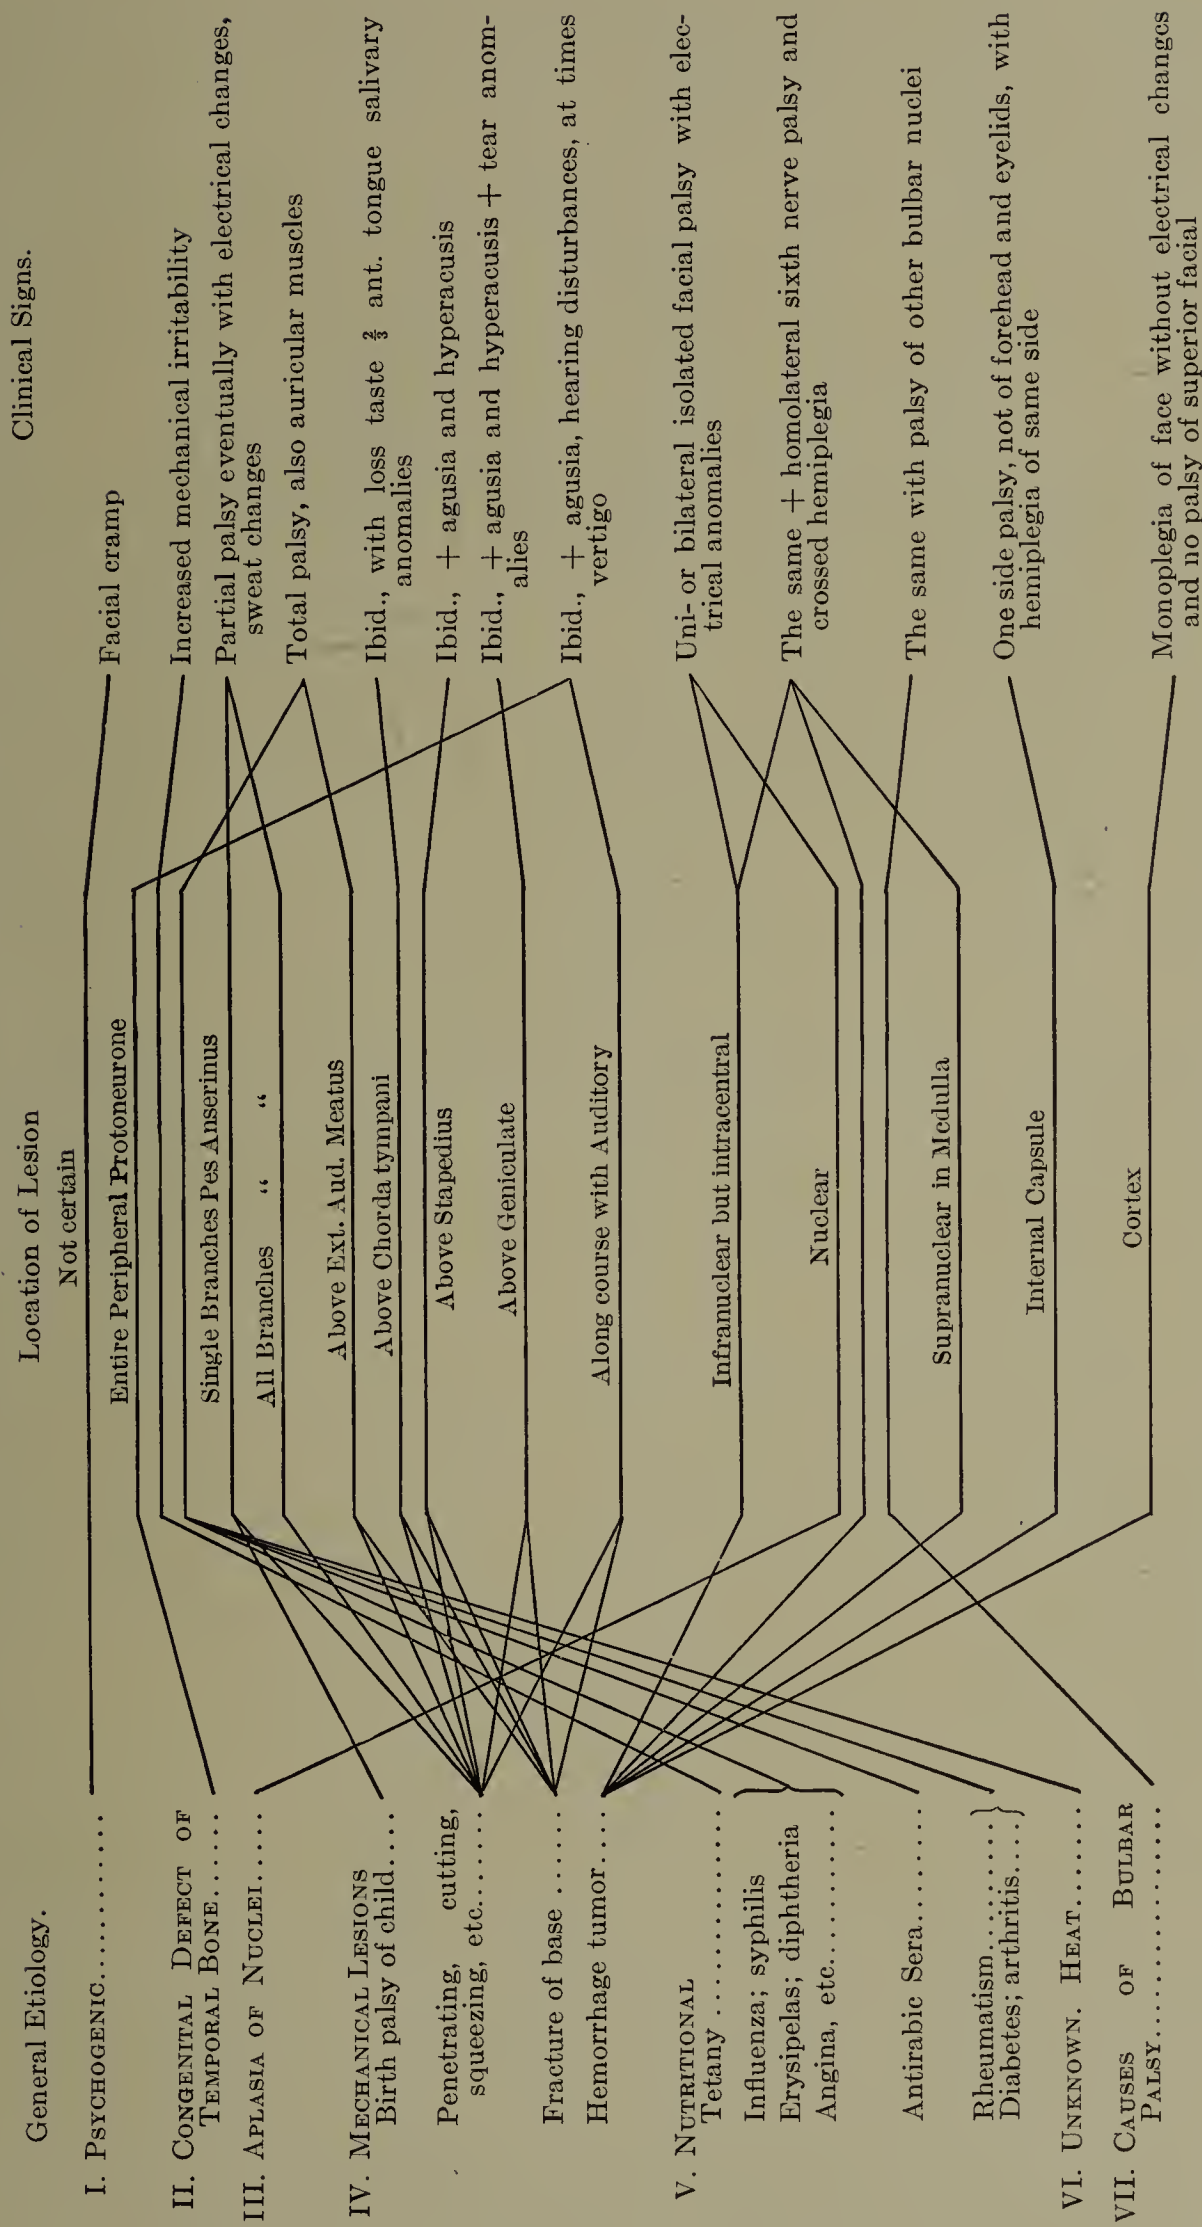 General Etiology.
I. PSYCHOGENIC............
II. CONGENITAL DEFECT OF
TEMPORAL BONE.....
III. APLASIA OF NUCLEI.....
IV. MECHANICAL LESIONS
Birth palsy of child....
Penetrating, cutting,
squeezing, etc.......
Fracture of base ......
Hemorrhage tumor....
V. NUTRITIONAL
Tetany ............
Influenza; syphilis
Erysipelas; diphtheria
Angina, etc..........
Antirabic Sera.......
Rheumatism..........
Diabetes; arthritis....
VI. UNKNOWN. HEAT.......
VII. CAUSES OF BULBAR
PALSY................
Location of Lesion
Not certain
Entire Peripheral Protoneurone
Single Branches Pes Anserinus
All Branches “ “
Above Ext. Aud. Meatus
Above Chorda tympani
Above Stapedius
Above Geniculate
Along course with Auditory
Infranuclear but intracentral
Nuclear
Supranuclear in Medulla
Internal Capsule
Cortex
Clinical Signs.
Facial cramp
Increased mechanical irritability
Partial palsy eventually with electrical changes,
sweat changes
Total palsy, also auricular muscles
Ibid., with loss taste ⅔ ant. tongue salivary
anomalies
Ibid., + agusia and hyperacusis
Ibid., + agusia and hyperacusis + tear anom-
alies
Ibid., + agusia, hearing disturbances, at times
vertigo
Uni- or bilateral isolated facial palsy with elec-
trical anomalies
The same + homolateral sixth nerve palsy and
crossed hemiplegia
The same with palsy of other bulbar nuclei
One side palsy, not of forehead and eyelids, with
hemiplegia of same side
Monoplegia of face without electrical changes
and no palsy of superior facial